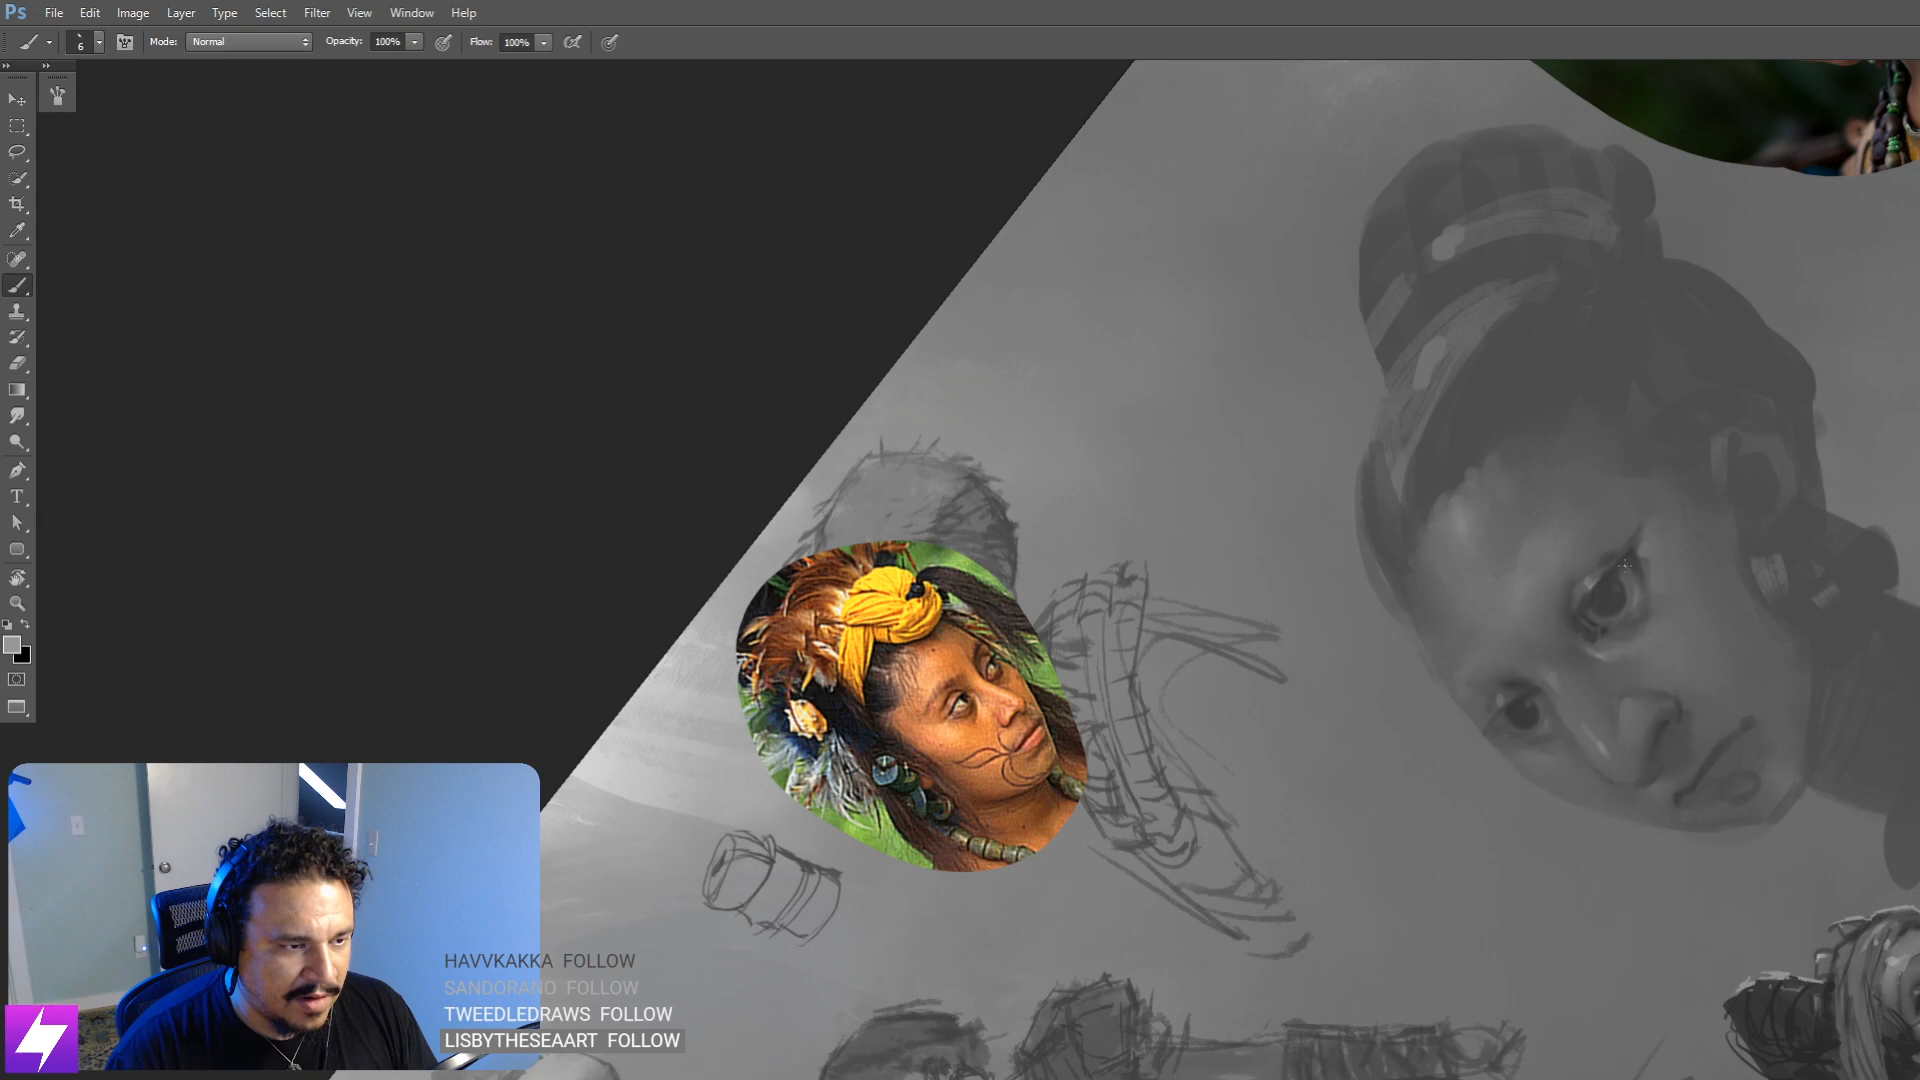 Ps File Edit Image Layer Type Select Filter View Window Help
6 Mode: Normal Opacity: 100% Flow: 100%
T
HAVVKAKKA FOLLOW
SANDORANO FOLLOW
TWEEDLEDRAWS FOLLOW
LISBYTHESEAART FOLLOW